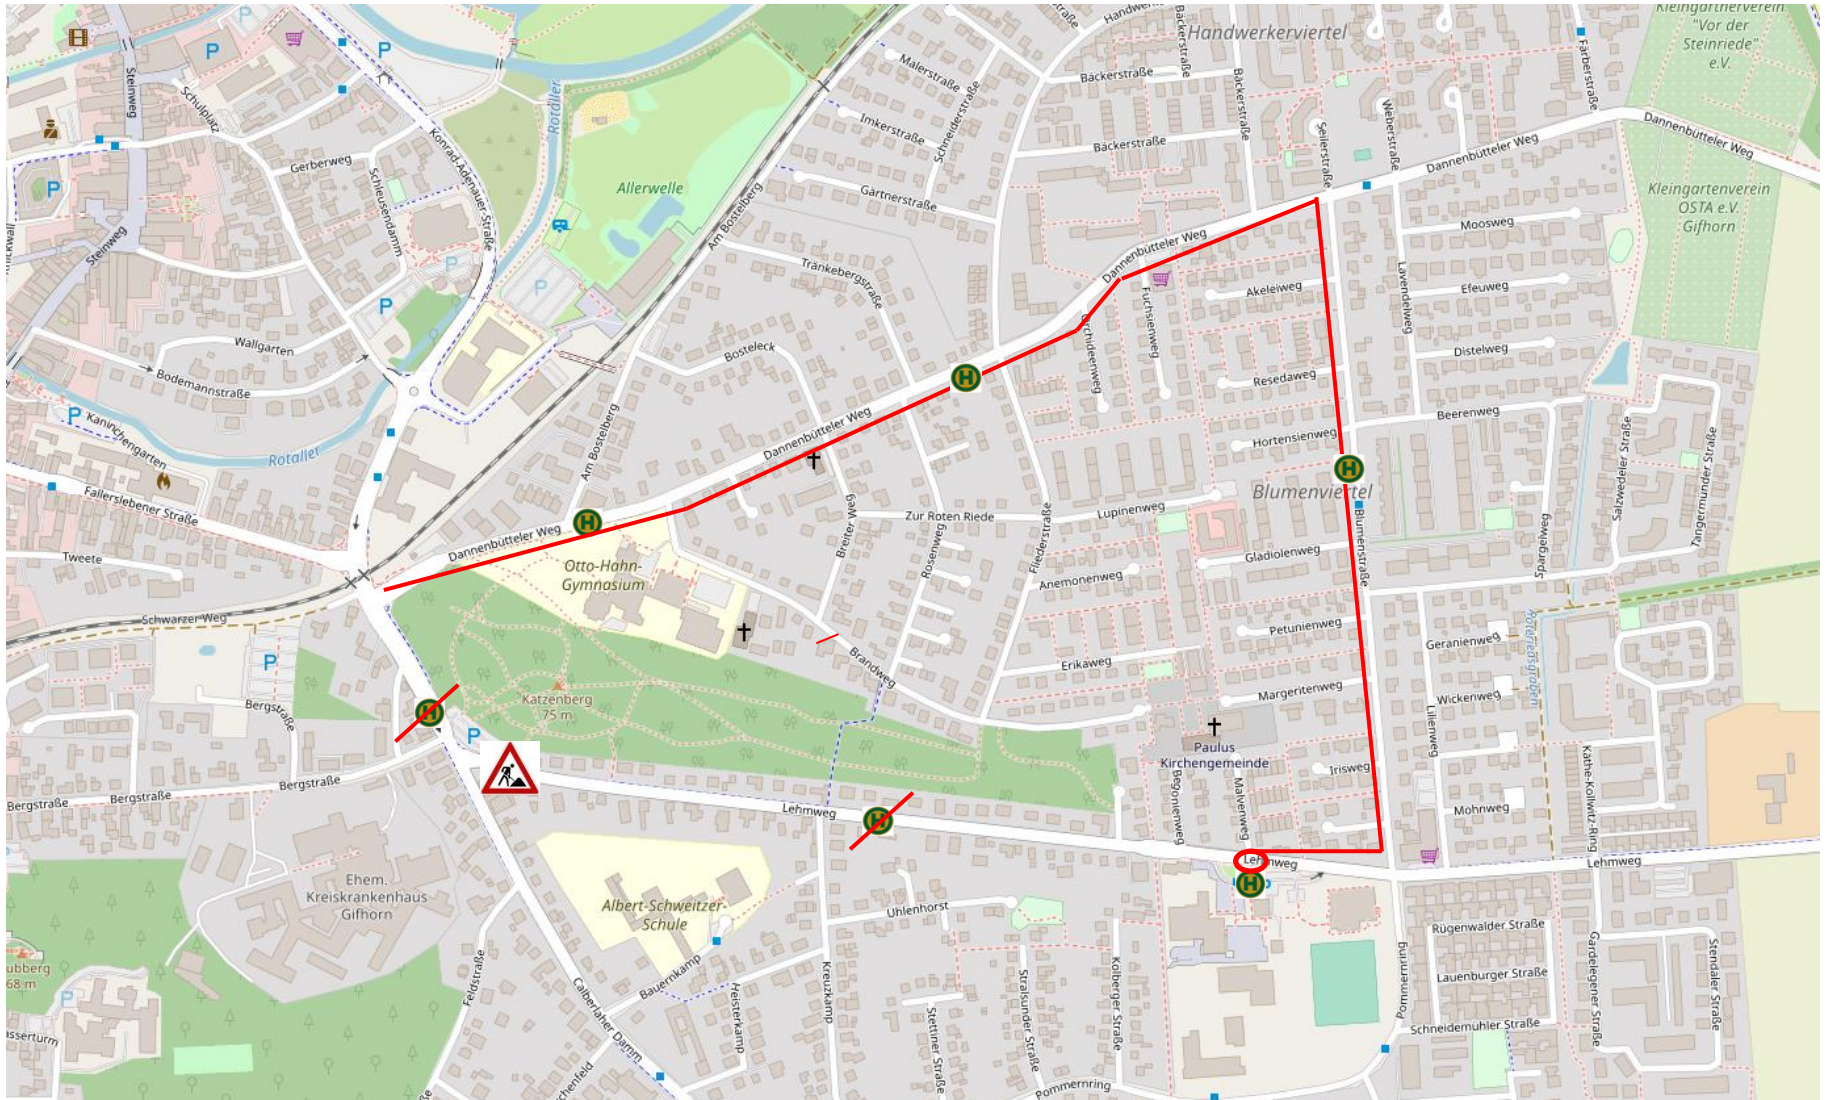 Handwerkerviertel
Kleingärtnerverein
"Vor der
Steinriede"
e.V.
Färberstraße
Bäckerstraße
Malerstraße
Bäckerstraße
Bäckerstraße
Schneiderstraße
Imkerstraße
Bäckerstraße
Seilerstraße
Weberstraße
Dannenbütteler Weg
Dannenbütteler Weg
Steinweg
Schulplatz
P
P
Rotaller
Konrad-Adenauer-Straße
Gerberweg
Schleusendamm
P
Allerwelle
Am Bostelberg
Gärtnerstraße
Kleingartenverein
OSTA e.V.
Gifhorn
Moosweg
Steinweg
Dannenbütteler Weg
Tränkebergstraße
P
P
P
Akeleiweg
Fuchsienweg
Efeuweg
Lavendelweg
Wallgarten
Bodemannstraße
Bosteleck
Orchideenweg
Distelweg
Resedaweg
H
P
Kaninchengarten
Rotaller
Am Bostelberg
Dannenbütteler Weg
Beerenweg
Hortensienweg
Salzwedeler Straße
Tangermünder Straße
H
Fallerslebener Straße
Blumenviertel
Breiter Weg
Zur Roten Riede
Lupinenweg
Blumenstraße
Spargelweg
H
Dannenbütteler Weg
Rosenweg
Fliederstraße
Gladiolenweg
Tweete
Otto-Hahn-
Gymnasium
Anemonenweg
Schwarzer Weg
Petunienweg
Geranienweg
P
Brandweg
Erikaweg
Margeritenweg
Wickenweg
Katzenberg
75 m
H
Bergstraße
P
Lilienweg
Paulus
Kirchengemeinde
Begonienweg
Malvenweg
Irisweg
Käthe-Kollwitz-Ring
Bergstraße
Bergstraße
Bergstraße
Lehmweg
H
Mohnweg
Lehmweg
Lehmweg
H
Ehem.
Kreiskrankenhaus
Gifhorn
Albert-Schweitzer-
Schule
Uhlenhorst
Rügenwalder Straße
Pommernring
Gardelegener Straße
Stendaler Straße
68 m
P
Feldstraße
Calberlaher Damm
Bauernkamp
Heisterkamp
Kreuzkamp
Stettiner Straße
Stralsunder Straße
Kolberger Straße
Lauenburger Straße
Schneidemühler Straße
Pommernring